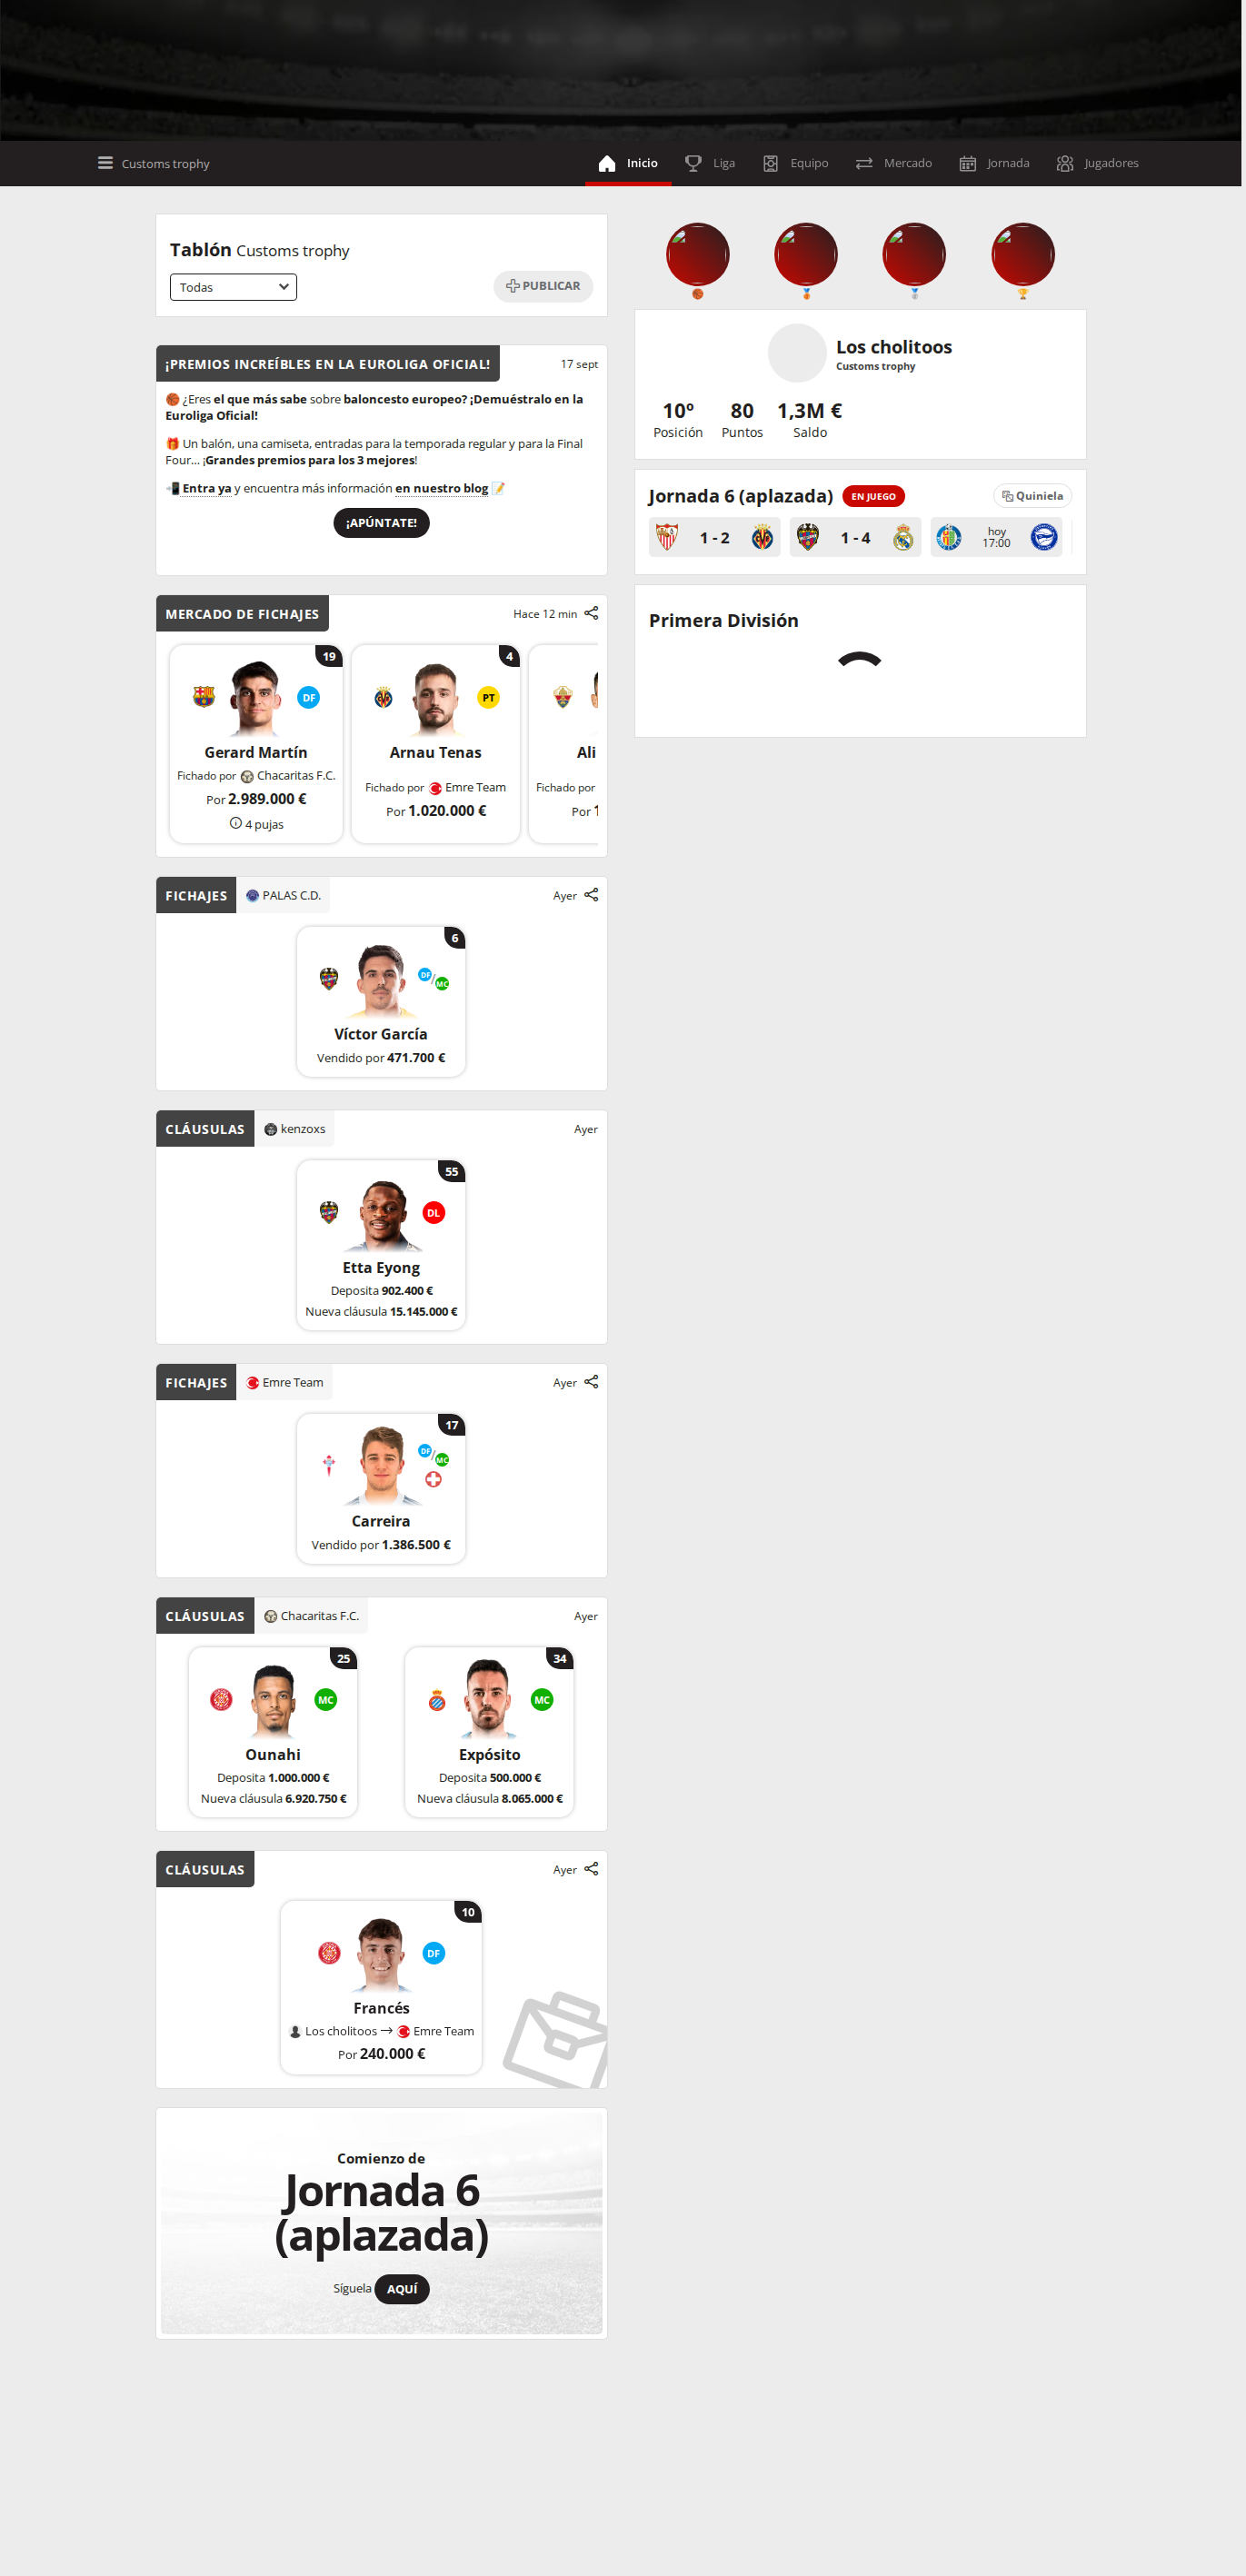 Customs trophy
Inicio
Liga
Equipo
Mercado
Jornada
Jugadores
Tablón Customs trophy
Todas
PUBLICAR
¡PREMIOS INCREÍBLES EN LA EUROLIGA OFICIAL!
17 sept
🏀 ¿Eres el que más sabe sobre baloncesto europeo? ¡Demuéstralo en la
Euroliga Oficial!
🎁 Un balón, una camiseta, entradas para la temporada regular y para la Final
Four... ¡Grandes premios para los 3 mejores!
📲 Entra ya y encuentra más información en nuestro blog 📝
¡APÚNTATE!
MERCADO DE FICHAJES
Hace 12 min
19
DF
Gerard Martín
Fichado por Chacaritas F.C.
Por 2.989.000 €
4 pujas
4
PT
Arnau Tenas
Fichado por Emre Team
Por 1.020.000 €
Ali
Fichado por
Por 1
FICHAJES
PALAS C.D.
Ayer
6
DF/MC
Víctor García
Vendido por 471.700 €
CLÁUSULAS
kenzoxs
Ayer
55
DL
Etta Eyong
Deposita 902.400 €
Nueva cláusula 15.145.000 €
FICHAJES
Emre Team
Ayer
17
DF/MC
Carreira
Vendido por 1.386.500 €
CLÁUSULAS
Chacaritas F.C.
Ayer
25
MC
Ounahi
Deposita 1.000.000 €
Nueva cláusula 6.920.750 €
34
MC
Expósito
Deposita 500.000 €
Nueva cláusula 8.065.000 €
CLÁUSULAS
Ayer
10
DF
Francés
Los cholitoos → Emre Team
Por 240.000 €
Comienzo de
Jornada 6
(aplazada)
Síguela AQUÍ
Los cholitoos
Customs trophy
10º
Posición
80
Puntos
1,3M €
Saldo
Jornada 6 (aplazada)
EN JUEGO
Quiniela
1 - 2
1 - 4
hoy
17:00
Primera División